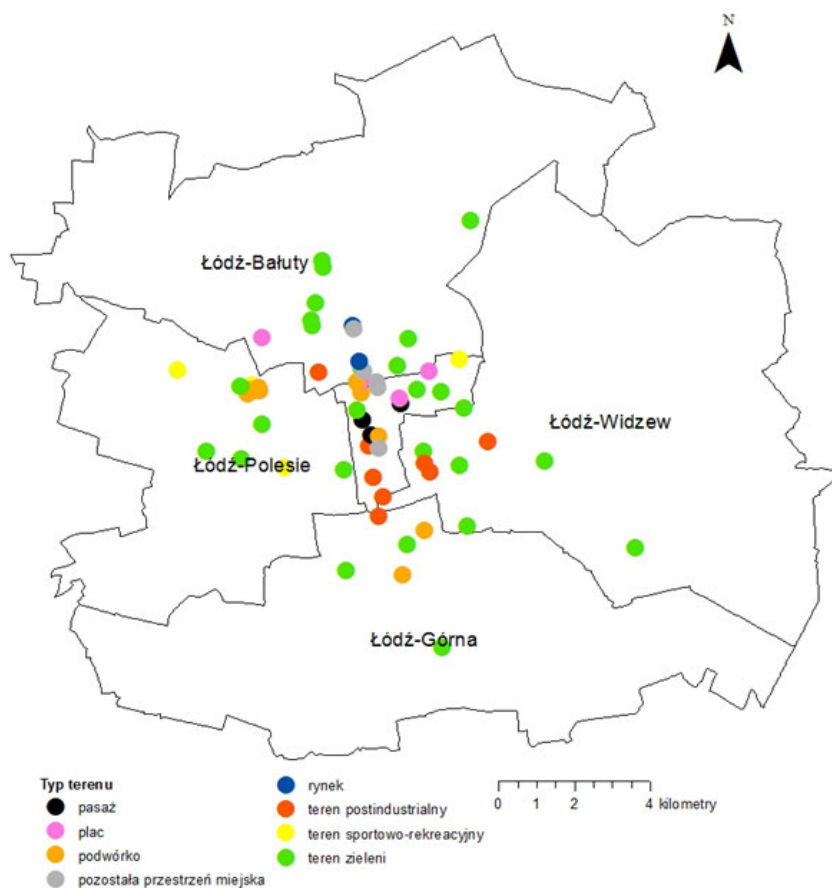 N
Łódź-Bałuty
Łódź-Widzew
Łódź-Polesie
Łódź-Górna
Typ terenu
pasaż
plac
podwórko
pozostała przestrzeń miejska
rynek
teren postindustrialny
teren sportowo-rekreacyjny
teren zieleni
0 1 2 4 kilometry